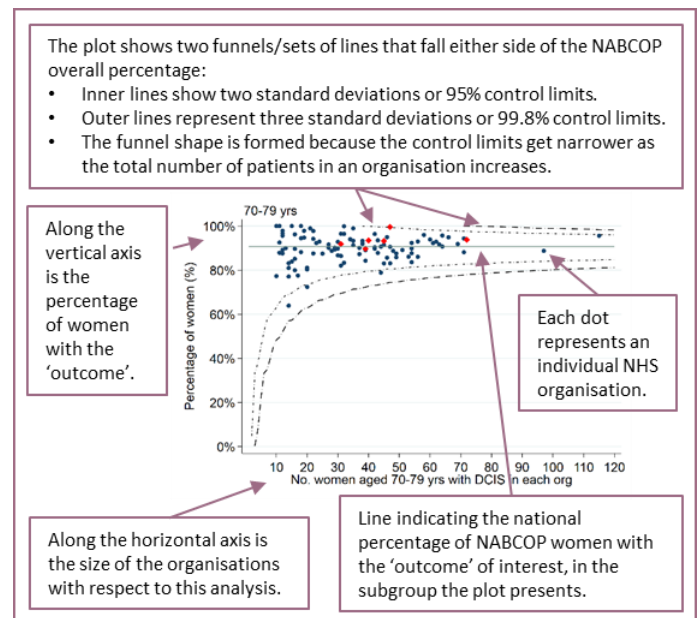 The plot shows two funnels/sets of lines that fall either side of the NABCOP
overall percentage:
• Inner lines show two standard deviations or 95% control limits.
• Outer lines represent three standard deviations or 99.8% control limits.
• The funnel shape is formed because the control limits get narrower as
the total number of patients in an organisation increases.
Along the
vertical axis
is the
percentage
of women
with the
‘outcome’.
70-79 yrs
Percentage of women (%)
100%
80%
60%
40%
20%
0%
10 20 30 40 50 60 70 80 90 100 110 120
No. women aged 70-79 yrs with DCIS in each org
Each dot
represents an
individual NHS
organisation.
Along the horizontal axis is
the size of the organisations
with respect to this analysis.
Line indicating the national
percentage of NABCOP women with
the ‘outcome’ of interest, in the
subgroup the plot presents.